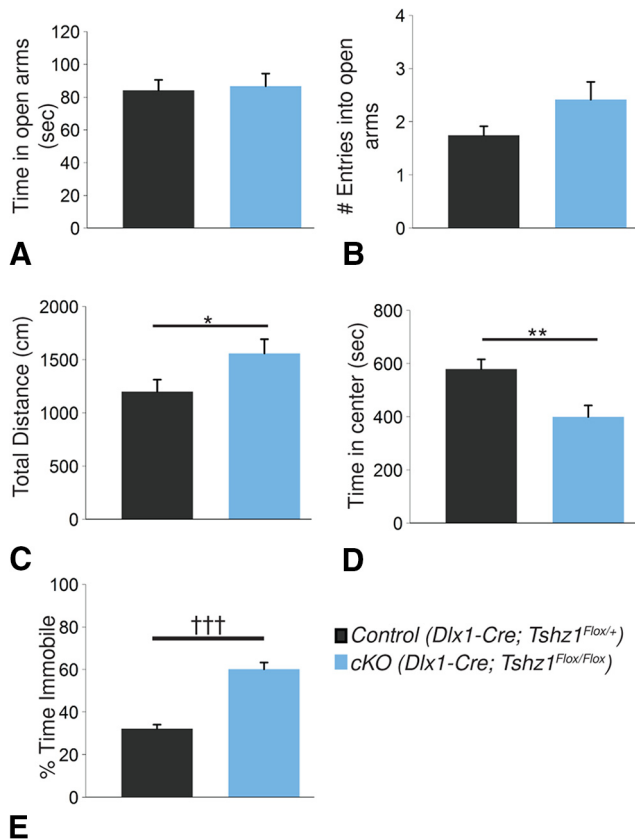 Time in open arms
(sec)
120
100
80
60
40
20
0
A
# Entries into open
arms
4
3
2
1
0
B
Total Distance (cm)
2000
1500
1000
500
0
*
C
Time in center (sec)
800
600
400
200
0
**
D
% Time Immobile
100
80
60
40
20
0
†††
E
Control (Dlx1-Cre; Tshz1Flox/+)
cKO (Dlx1-Cre; Tshz1Flox/Flox)